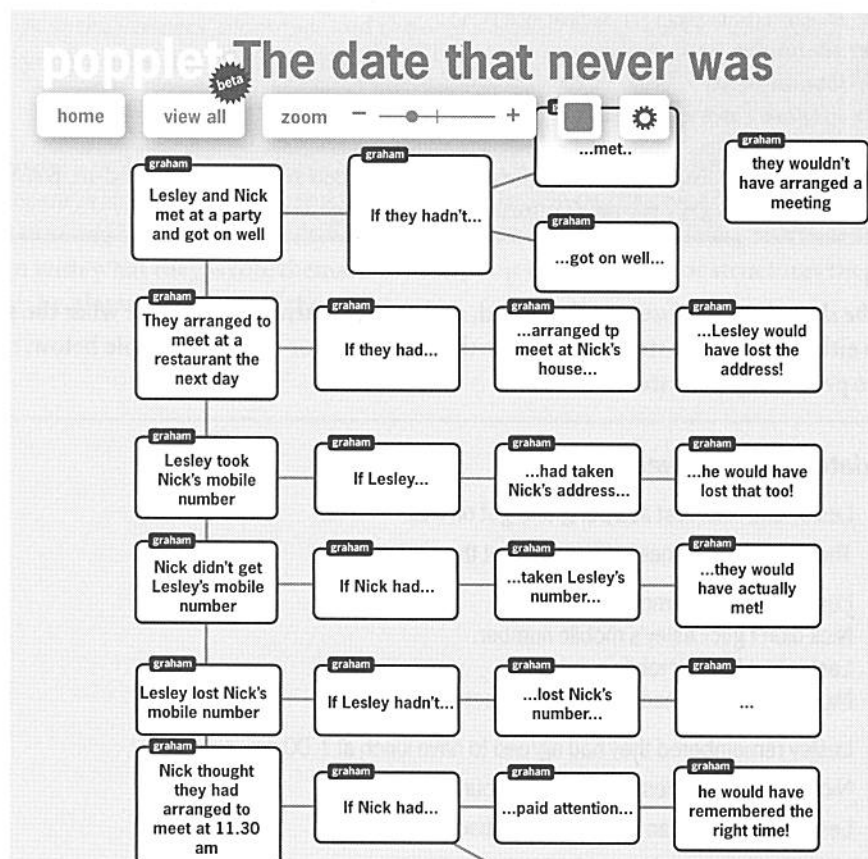 popplet The date that never was
beta
home
view all
zoom − +
graham
Lesley and Nick
met at a party
and got on well
graham
If they hadn't...
...met..
graham
...got on well...
graham
they wouldn't
have arranged a
meeting
graham
They arranged to
meet at a
restaurant the
next day
graham
If they had...
graham
...arranged tp
meet at Nick's
house...
graham
...Lesley would
have lost the
address!
graham
Lesley took
Nick's mobile
number
graham
If Lesley...
graham
...had taken
Nick's address...
graham
...he would have
lost that too!
graham
Nick didn't get
Lesley's mobile
number
graham
If Nick had...
graham
...taken Lesley's
number...
graham
...they would
have actually
met!
graham
Lesley lost Nick's
mobile number
graham
If Lesley hadn't...
graham
...lost Nick's
number...
graham
...
graham
Nick thought
they had
arranged to
meet at 11.30
am
graham
If Nick had...
graham
...paid attention...
graham
he would have
remembered the
right time!